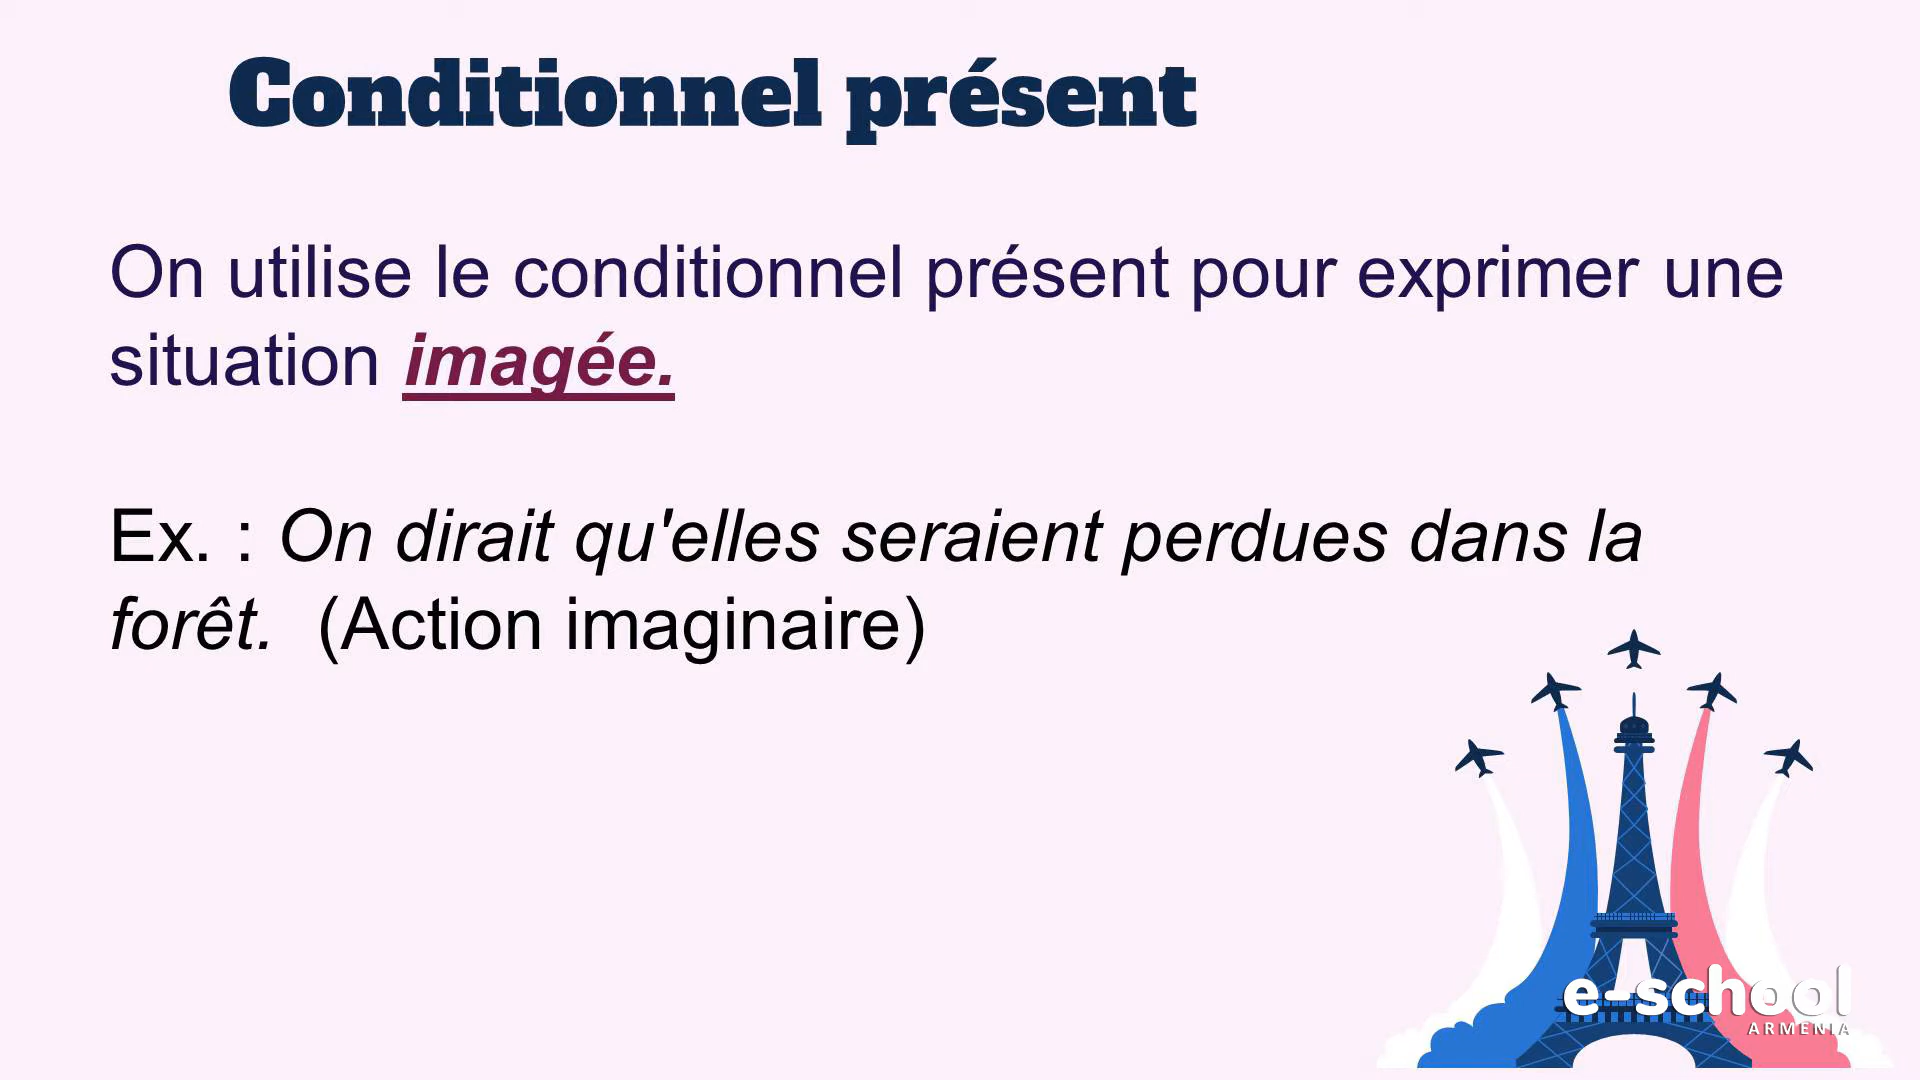 Conditionnel présent
On utilise le conditionnel présent pour exprimer une
situation imagée.
Ex. : On dirait qu'elles seraient perdues dans la
forêt. (Action imaginaire)
e-school
ARMENIA